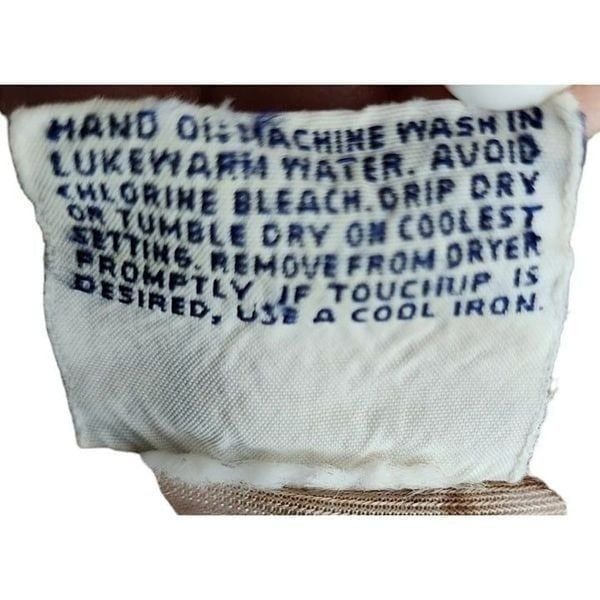 HAND OR MACHINE WASH IN
LUKEWARM WATER. AVOID
CHLORINE BLEACH. DRIP DRY
OR TUMBLE DRY ON COOLEST
SETTING. REMOVE FROM DRYER
PROMPTLY. IF TOUCHUP IS
DESIRED, USE A COOL IRON.